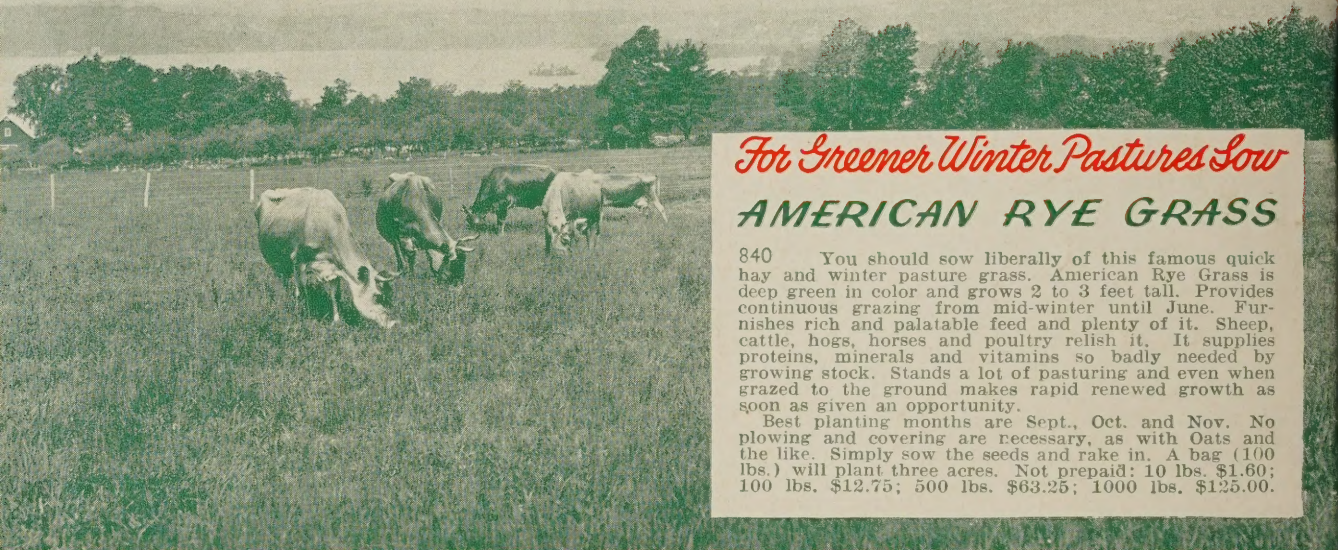 For Greener Winter Pastures Sow
AMERICAN RYE GRASS
840 You should sow liberally of this famous quick
hay and winter pasture grass. American Rye Grass is
deep green in color and grows 2 to 3 feet tall. Provides
continuous grazing from mid-winter until June. Fur-
nishes rich and palatable feed and plenty of it. Sheep,
cattle, hogs, horses and poultry relish it. It supplies
proteins, minerals and vitamins so badly needed by
growing stock. Stands a lot of pasturing and even when
grazed to the ground makes rapid renewed growth as
soon as given an opportunity.
Best planting months are Sept., Oct. and Nov. No
plowing and covering are necessary, as with Oats and
the like. Simply sow the seeds and rake in. A bag (100
lbs.) will plant three acres. Not prepaid: 10 lbs. $1.60;
100 lbs. $12.75; 500 lbs. $63.25; 1000 lbs. $125.00.